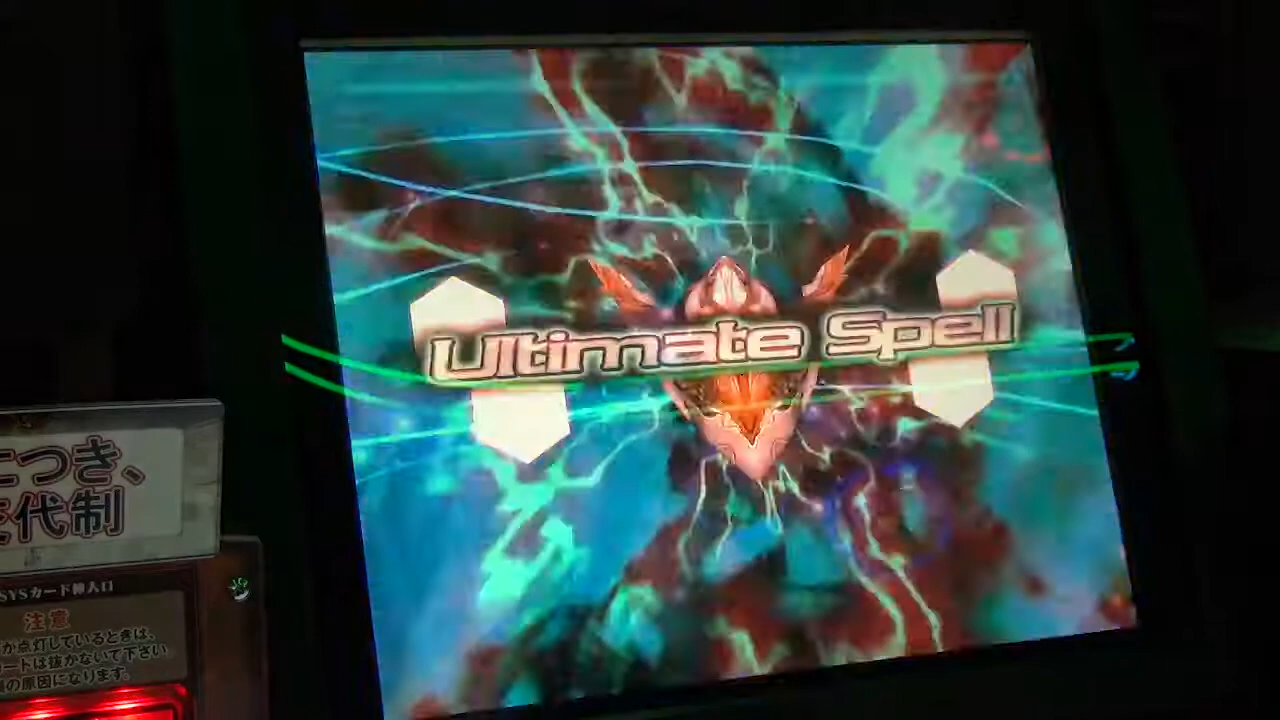 Ultimate Spell
につき、
代制
SYSカード挿入口
注意
が点灯しているときは、
カードは抜かないで下さい
の原因になります。